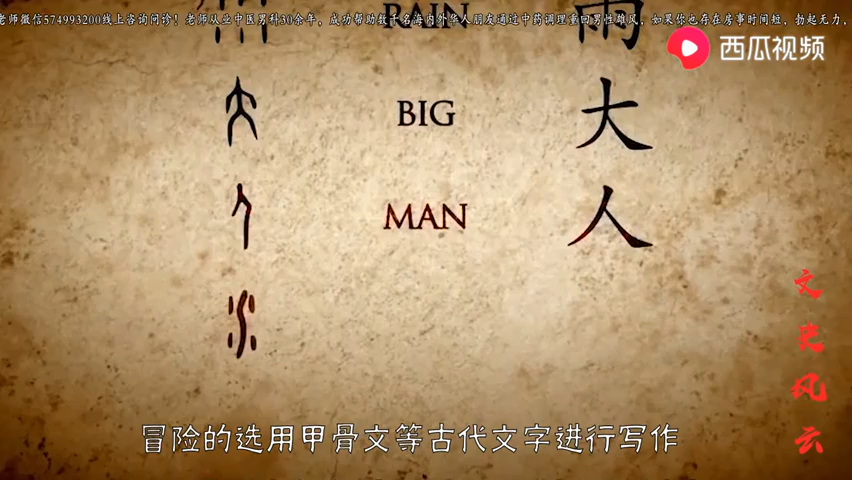 老师微信574993200线上咨询问诊！老师从业中医男科30余年，成功帮助数千名海内外华人朋友通过中药调理重回男性雄风，如果你也存在房事时间短，勃起无力，
RAIN 雨
西瓜视频
BIG 大
MAN 人
文史风云
冒险的选用甲骨文等古代文字进行写作